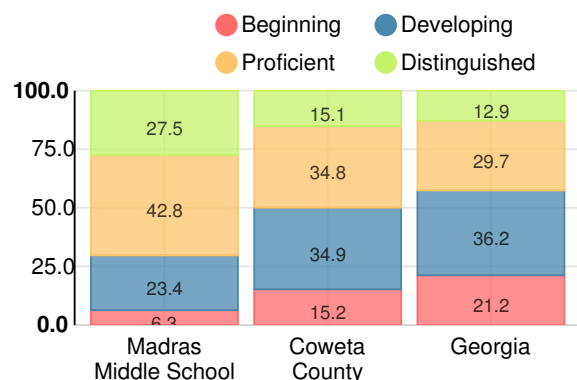 Beginning
Developing
Proficient
Distinguished
100.0
75.0
50.0
25.0
0.0
27.5
15.1
12.9
42.8
34.8
29.7
23.4
34.9
36.2
6.3
15.2
21.2
Madras
Middle School
Coweta
County
Georgia